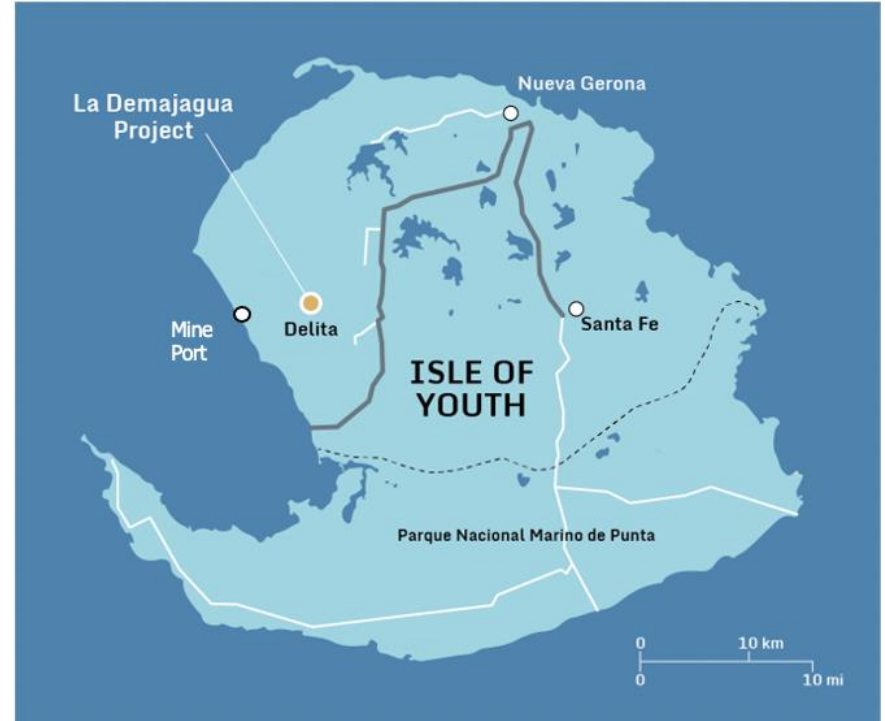 Nueva Gerona
La Demajagua
Project
Mine
Port
Delita
Santa Fe
ISLE OF
YOUTH
Parque Nacional Marino de Punta
0 10 km
0 10 mi